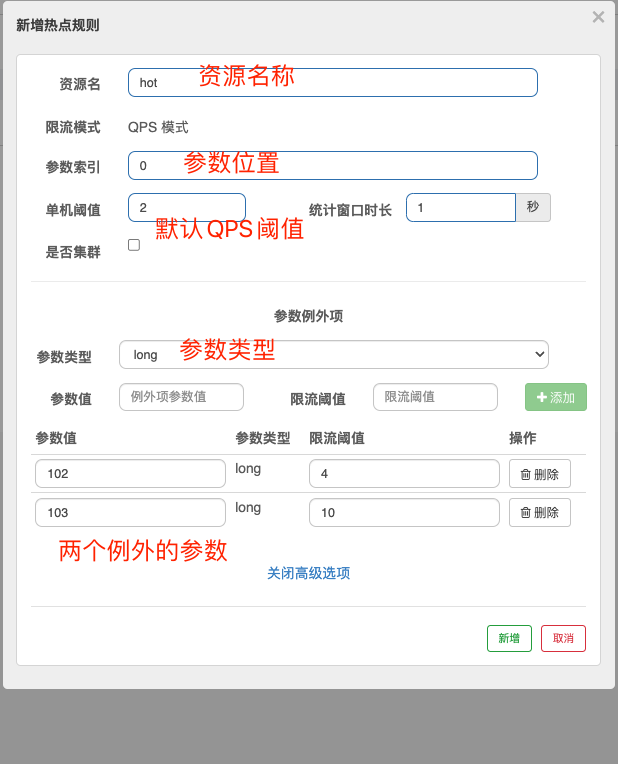 新增热点规则 ×
资源名 hot 资源名称
限流模式 QPS 模式
参数索引 0 参数位置
单机阈值 2 统计窗口时长 1 秒
默认QPS阈值
是否集群
参数例外项
参数类型 long 参数类型
参数值 例外项参数值 限流阈值 限流阈值 添加
参数值 参数类型 限流阈值 操作
102 long 4 删除
103 long 10 删除
两个例外的参数
关闭高级选项
新增 取消